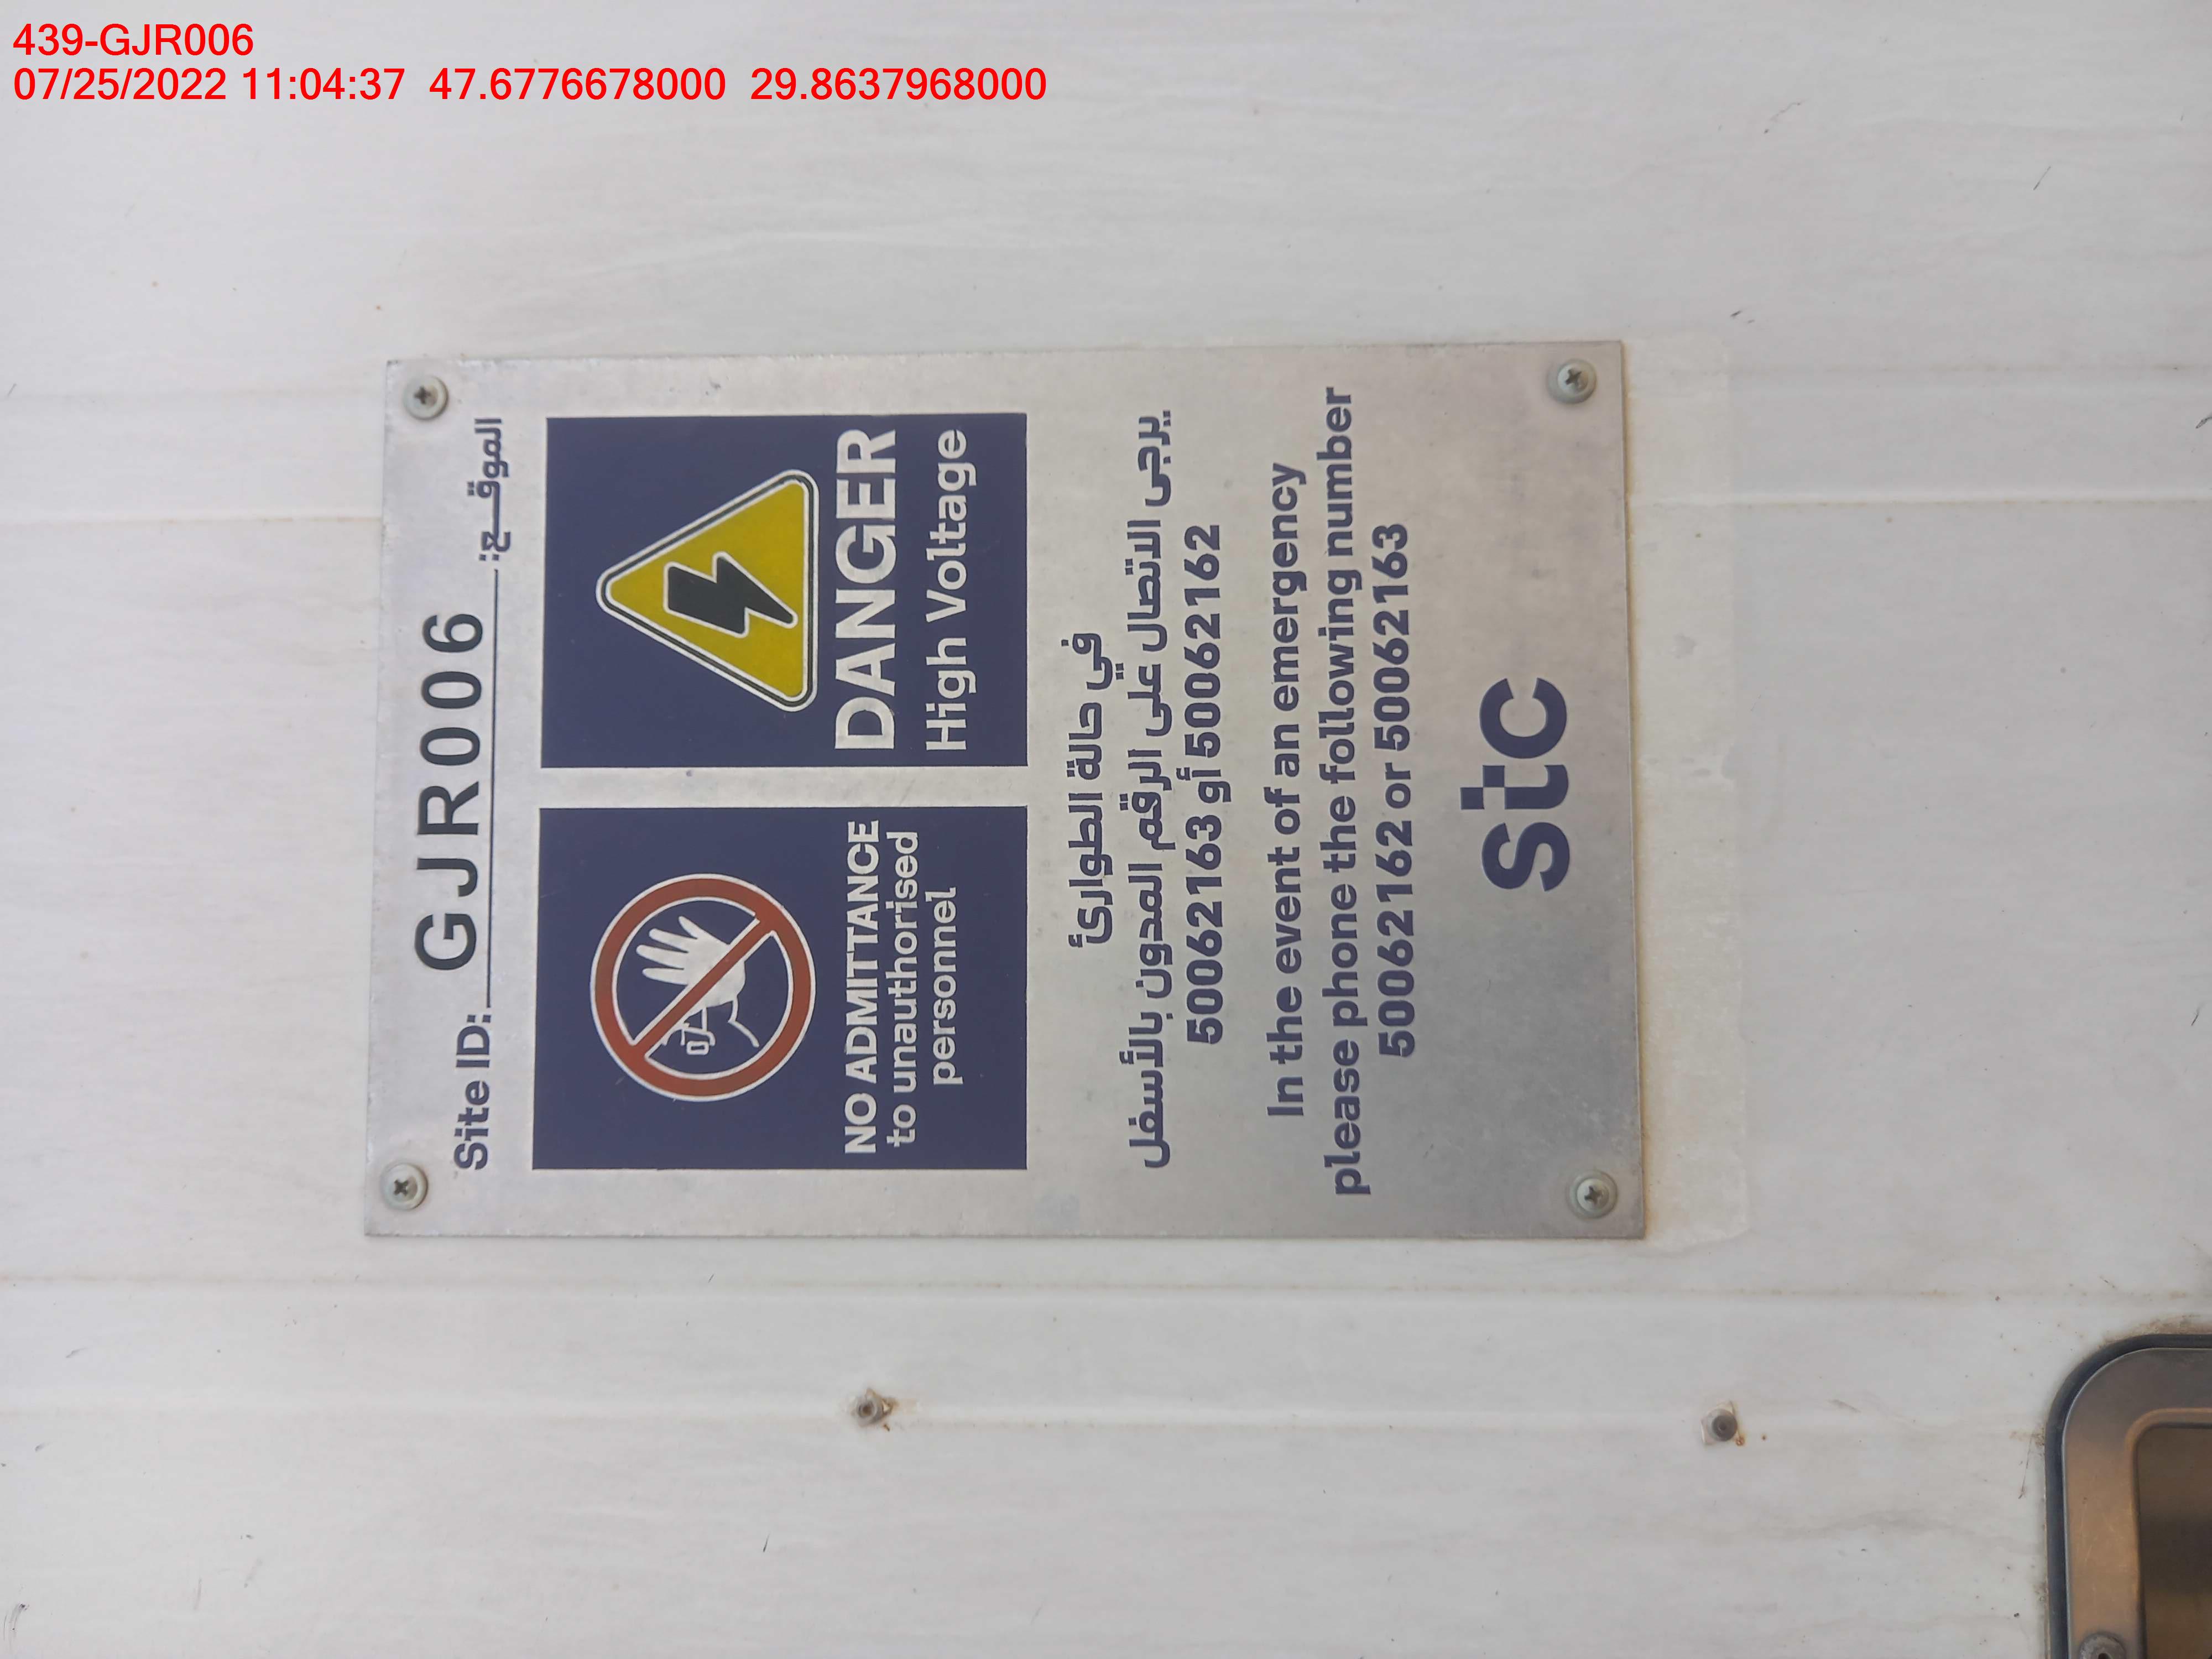 439-GJR006
07/25/2022 11:04:37 47.6776678000 29.8637968000
Site ID: GJR006 الموقع:
NO ADMITTANCE
to unauthorised
personnel
DANGER
High Voltage
في حالة الطوارئ
يرجى الاتصال على الرقم المدون بالأسفل
50062163 أو 50062162
In the event of an emergency
please phone the following number
50062162 or 50062163
stc